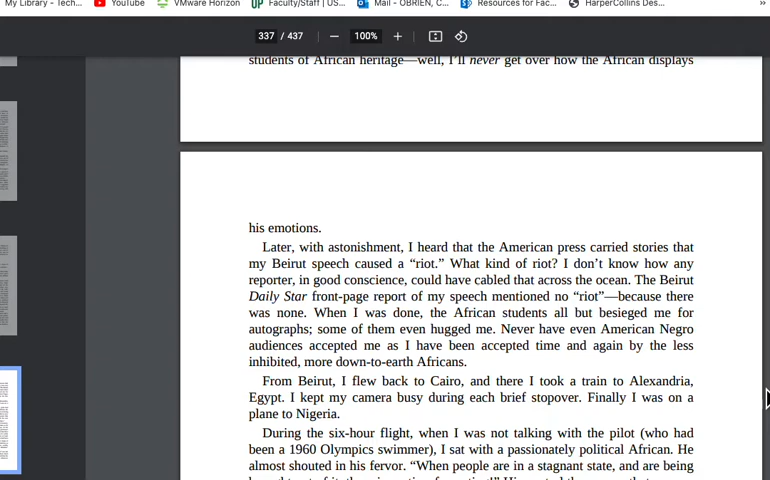 My Library - Tech... YouTube VMware Horizon UP Faculty/Staff | US... Mail - OBRIEN, C... Resources for Fac... HarperCollins Des... »
337 / 437 — 100% +
students of African heritage—well, I'll never get over how the African displays
his emotions.
Later, with astonishment, I heard that the American press carried stories that
my Beirut speech caused a “riot.” What kind of riot? I don’t know how any
reporter, in good conscience, could have cabled that across the ocean. The Beirut
Daily Star front-page report of my speech mentioned no “riot”—because there
was none. When I was done, the African students all but besieged me for
autographs; some of them even hugged me. Never have even American Negro
audiences accepted me as I have been accepted time and again by the less
inhibited, more down-to-earth Africans.
From Beirut, I flew back to Cairo, and there I took a train to Alexandria,
Egypt. I kept my camera busy during each brief stopover. Finally I was on a
plane to Nigeria.
During the six-hour flight, when I was not talking with the pilot (who had
been a 1960 Olympics swimmer), I sat with a passionately political African. He
almost shouted in his fervor. “When people are in a stagnant state, and are being